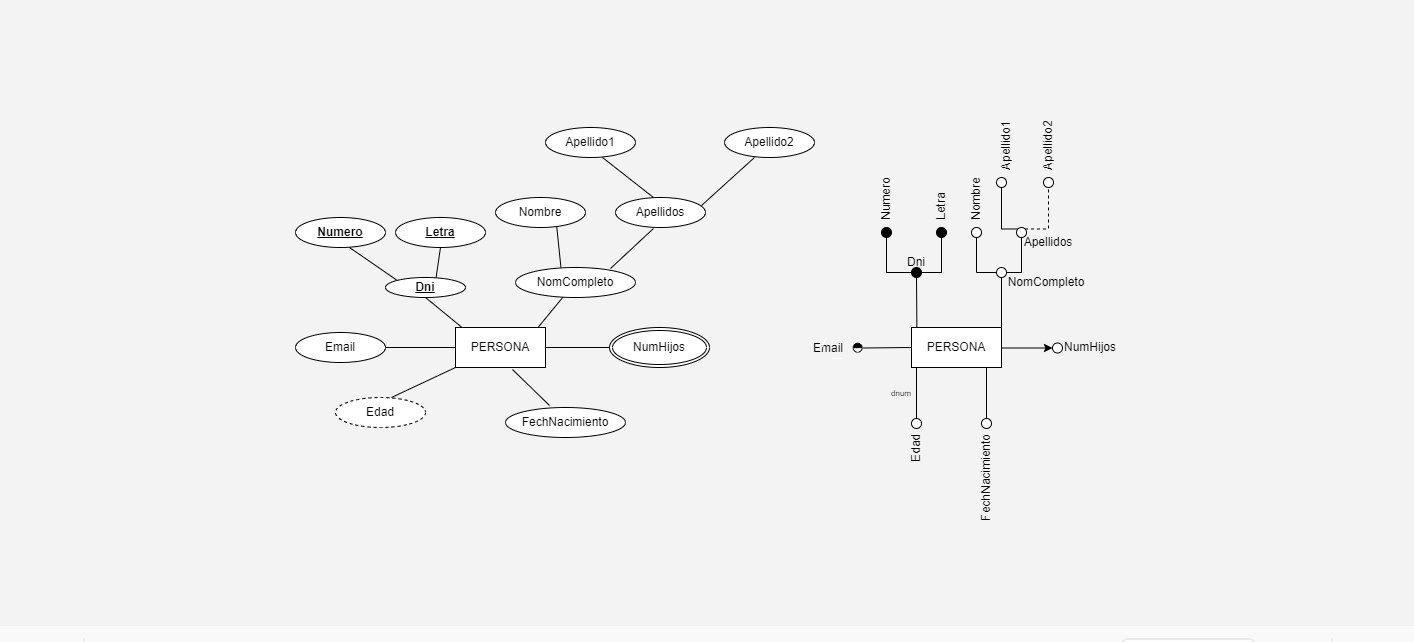 Apellido1
Apellido2
Nombre
Apellidos
Numero
Letra
Dni
NomCompleto
Email
PERSONA
NumHijos
Edad
FechNacimiento
Apellido1
Apellido2
Numero
Letra
Nombre
Apellidos
Dni
NomCompleto
Email
PERSONA
NumHijos
dnum
Edad
FechNacimiento